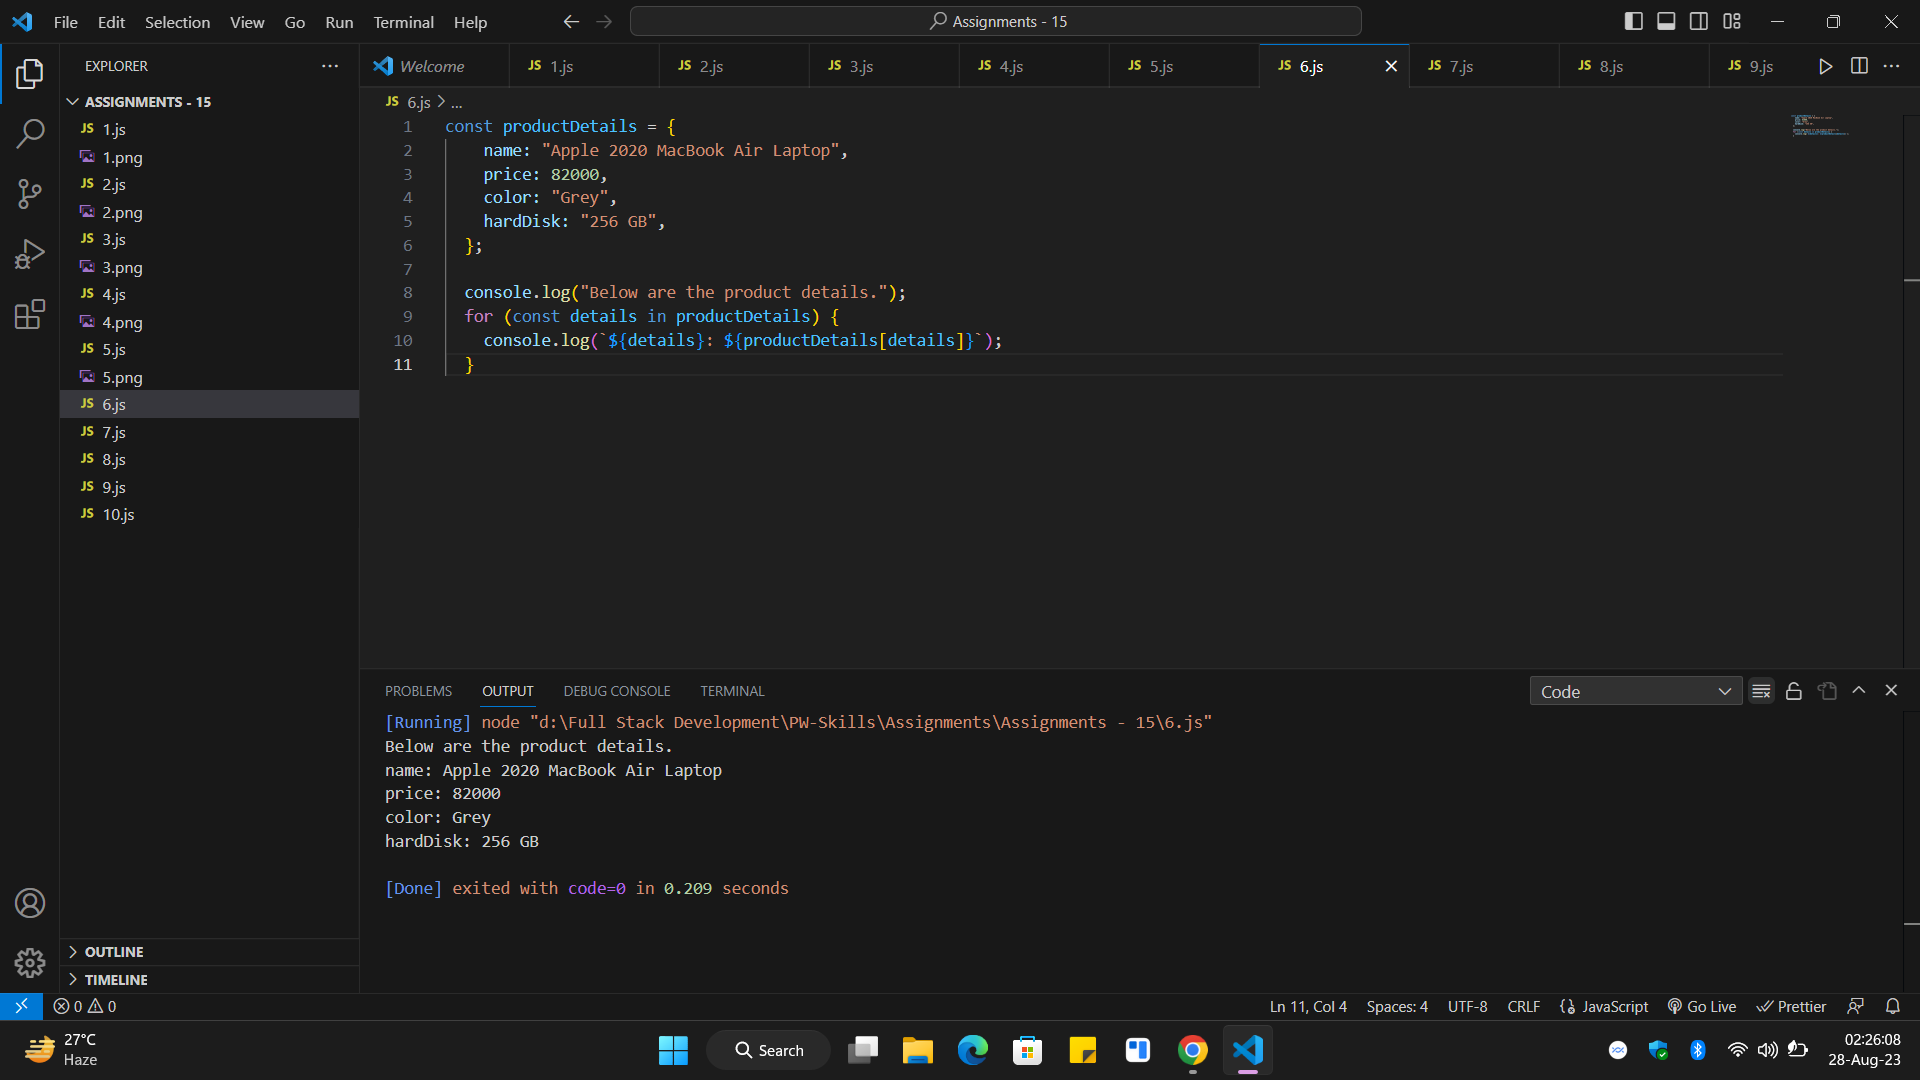 File Edit Selection View Go Run Terminal Help
Assignments - 15
EXPLORER
ASSIGNMENTS - 15
JS 1.js
1.png
JS 2.js
2.png
JS 3.js
3.png
JS 4.js
4.png
JS 5.js
5.png
JS 6.js
JS 7.js
JS 8.js
JS 9.js
JS 10.js
OUTLINE
TIMELINE
Welcome JS 1.js JS 2.js JS 3.js JS 4.js JS 5.js JS 6.js JS 7.js JS 8.js JS 9.js
JS 6.js > ...
1 const productDetails = {
2 name: "Apple 2020 MacBook Air Laptop",
3 price: 82000,
4 color: "Grey",
5 hardDisk: "256 GB",
6 };
7
8 console.log("Below are the product details.");
9 for (const details in productDetails) {
10 console.log(`${details}: ${productDetails[details]}`);
11 }
PROBLEMS OUTPUT DEBUG CONSOLE TERMINAL
Code
[Running] node "d:\Full Stack Development\PW-Skills\Assignments\Assignments - 15\6.js"
Below are the product details.
name: Apple 2020 MacBook Air Laptop
price: 82000
color: Grey
hardDisk: 256 GB
[Done] exited with code=0 in 0.209 seconds
0 0
Ln 11, Col 4 Spaces: 4 UTF-8 CRLF JavaScript Go Live Prettier
27°C
Haze
Search
02:26:08
28-Aug-23